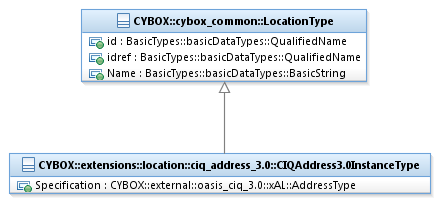 CYBOX::cybox_common::LocationType
id : BasicTypes::basicDataTypes::QualifiedName
idref : BasicTypes::basicDataTypes::QualifiedName
Name : BasicTypes::basicDataTypes::BasicString
CYBOX::extensions::location::ciq_address_3.0::CIQAddress3.0InstanceType
Specification : CYBOX::external::oasis_ciq_3.0::xAL::AddressType